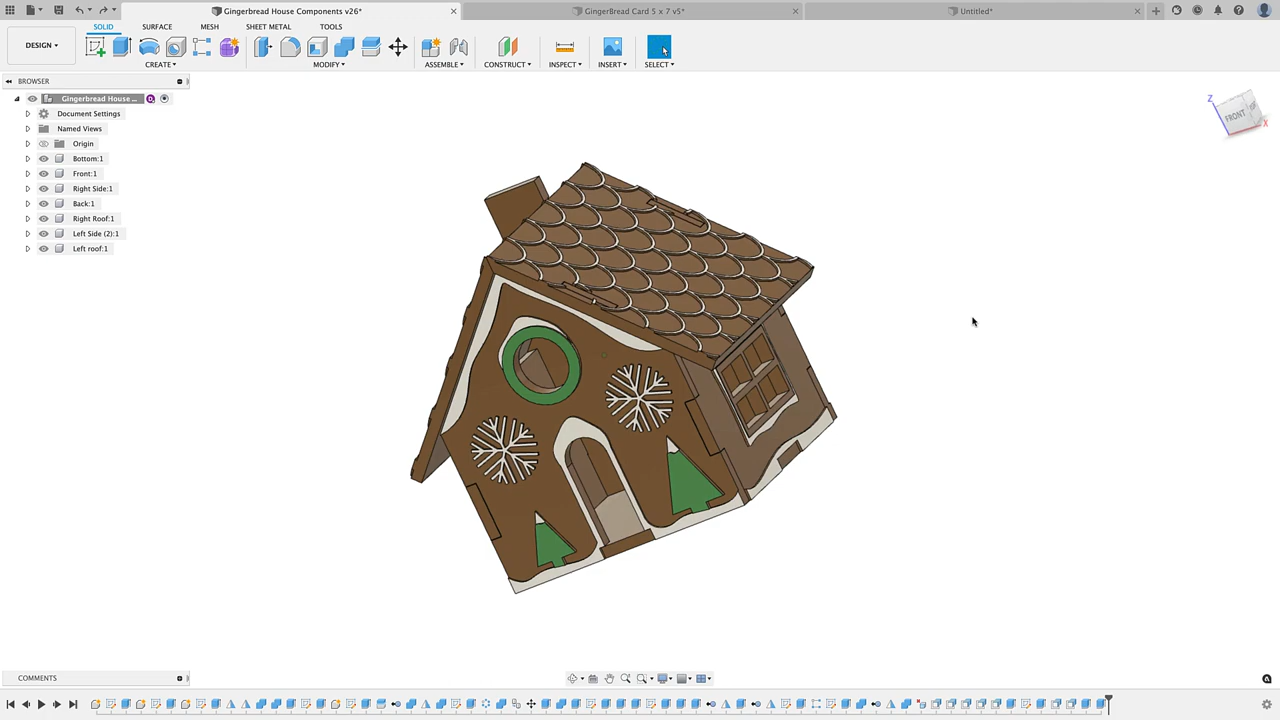 Gingerbread House Components v26*
GingerBread Card 5 x 7 v5*
Untitled*
DESIGN
SOLID
SURFACE
MESH
SHEET METAL
TOOLS
CREATE
MODIFY
ASSEMBLE
CONSTRUCT
INSPECT
INSERT
SELECT
BROWSER
Gingerbread House ...
Document Settings
Named Views
Origin
Bottom:1
Front:1
Right Side:1
Back:1
Right Roof:1
Left Side (2):1
Left roof:1
Z
FRONT
X
COMMENTS